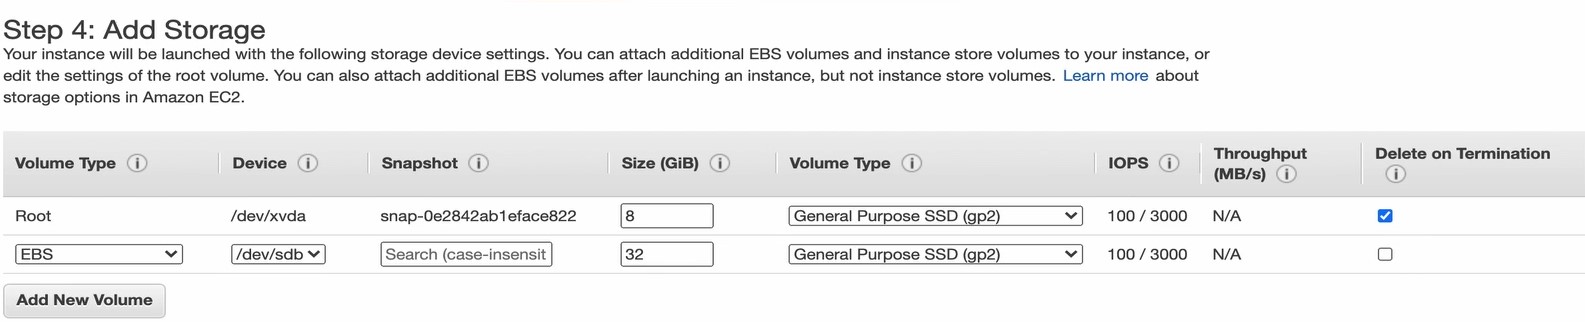 Step 4: Add Storage
Your instance will be launched with the following storage device settings. You can attach additional EBS volumes and instance store volumes to your instance, or
edit the settings of the root volume. You can also attach additional EBS volumes after launching an instance, but not instance store volumes. Learn more about
storage options in Amazon EC2.
Volume Type Device Snapshot Size (GiB) Volume Type IOPS Throughput (MB/s) Delete on Termination
Root /dev/xvda snap-0e2842ab1eface822 8 General Purpose SSD (gp2) 100 / 3000 N/A
EBS /dev/sdb Search (case-insensit 32 General Purpose SSD (gp2) 100 / 3000 N/A
Add New Volume